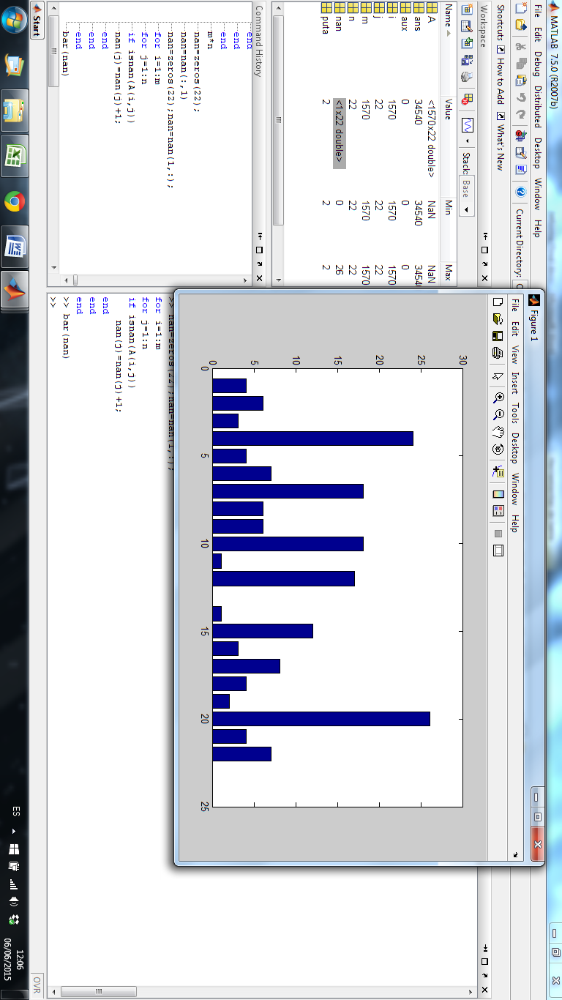 MATLAB 7.5.0 (R2007b)
File Edit Debug Distributed Desktop Window Help
Current Directory:
Shortcuts How to Add What's New
Workspace
Stack: Base
Name Value Min Max
A <1570x22 double> NaN NaN
ans 34540 34540
aux 0 0 0
i 1570 1570 1570
j 22 22 22
m 1570 1570 1570
n 22 22 22
nan <1x22 double> 0 26
puta 2 2 2
Command History
end
end
end
m*n
nan=zeros(22);
nan=nan(:,1)
nan=zeros(22);nan=nan(1,:);
for i=1:m
for j=1:n
if isnan(A(i,j))
nan(j)=nan(j)+1;
end
end
end
bar(nan)
>> nan=zeros(22);nan=nan(1,:);
for i=1:m
for j=1:n
if isnan(A(i,j))
nan(j)=nan(j)+1;
end
end
end
>> bar(nan)
>>
Figure 1
File Edit View Insert Tools Desktop Window Help
30
25
20
15
10
5
0
0 5 10 15 20 25
Start
OVR
ES
12:06
06/06/2015